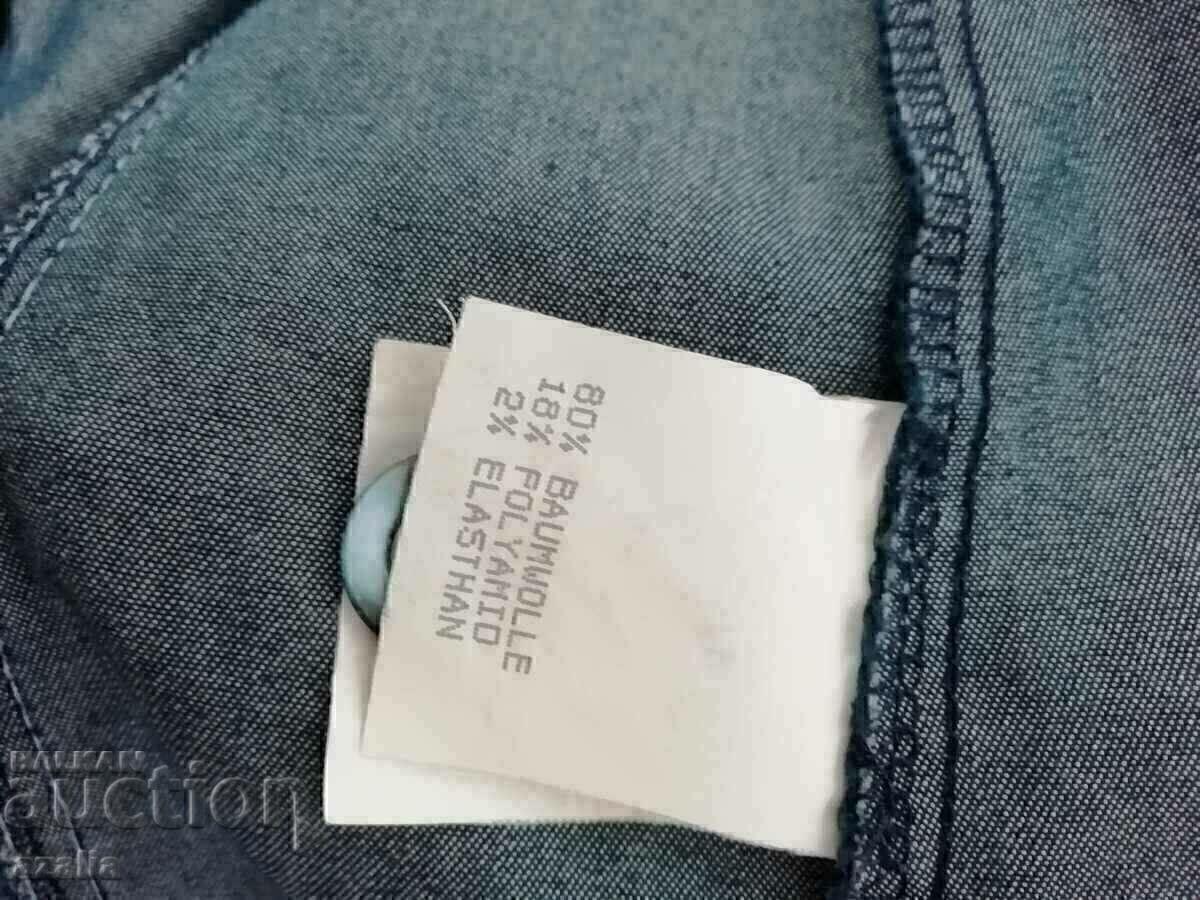 80% BAUMWOLLE
18% POLYAMID
2% ELASTHAN
BALKAN
auction
azalia